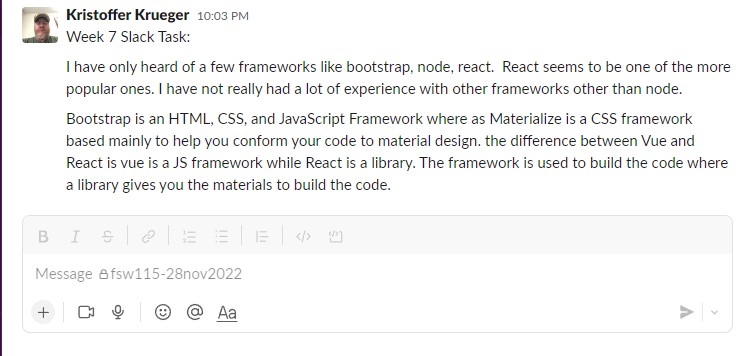 Kristoffer Krueger 10:03 PM
Week 7 Slack Task:
I have only heard of a few frameworks like bootstrap, node, react.  React seems to be one of the more
popular ones. I have not really had a lot of experience with other frameworks other than node.
Bootstrap is an HTML, CSS, and JavaScript Framework where as Materialize is a CSS framework
based mainly to help you conform your code to material design. the difference between Vue and
React is vue is a JS framework while React is a library. The framework is used to build the code where
a library gives you the materials to build the code.
B I S </>
Message fsw115-28nov2022
+ @ Aa